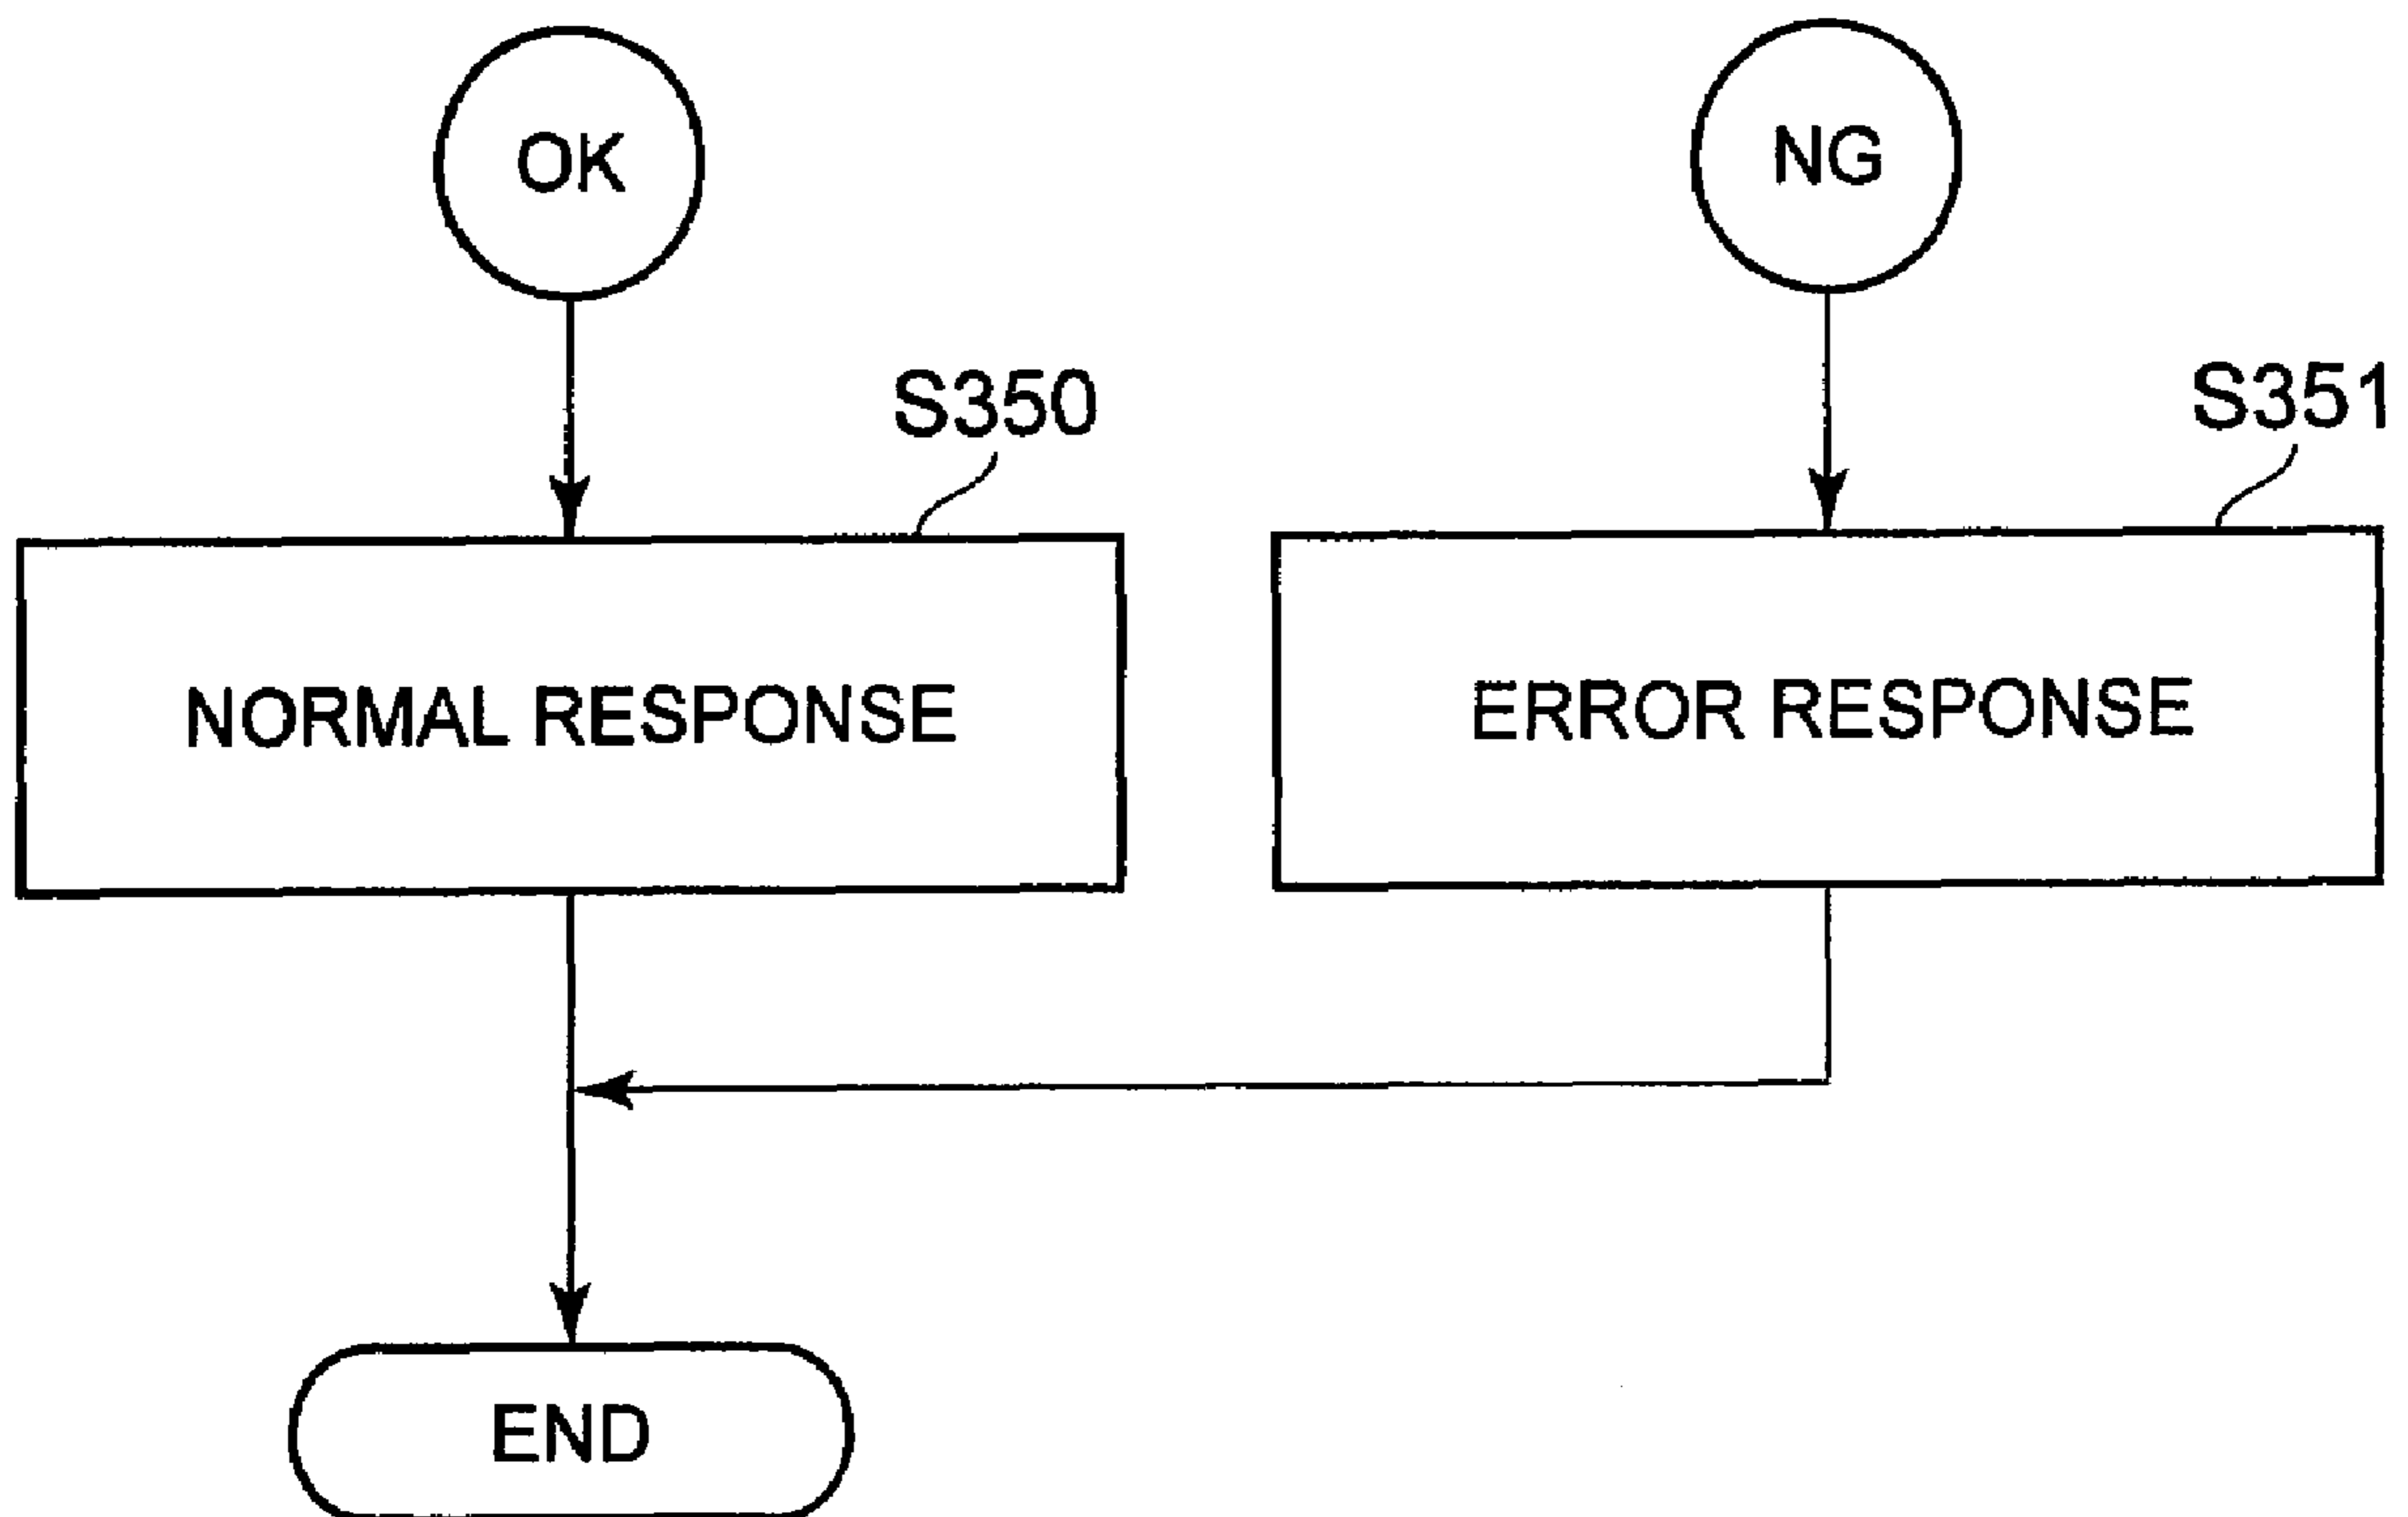 OK
NG
S350
S351
NORMAL RESPONSE
ERROR RESPONSE
END